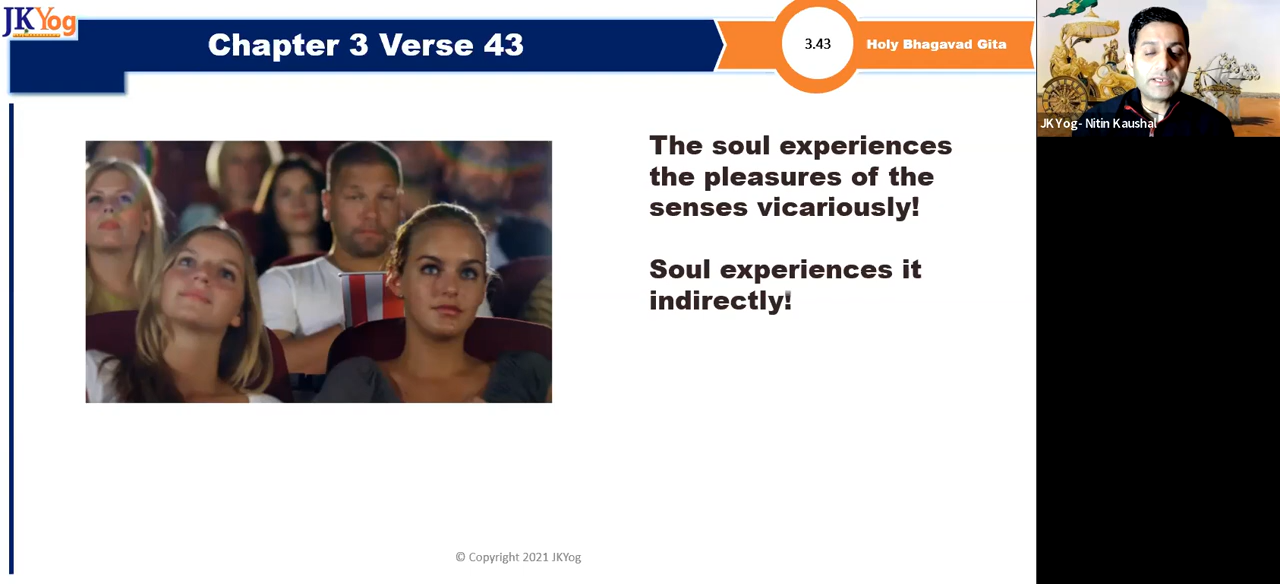 JKYog
Chapter 3 Verse 43
3.43
Holy Bhagavad Gita
JKYog- Nitin Kaushal
The soul experiences
the pleasures of the
senses vicariously!
Soul experiences it
indirectly!
© Copyright 2021 JKYog